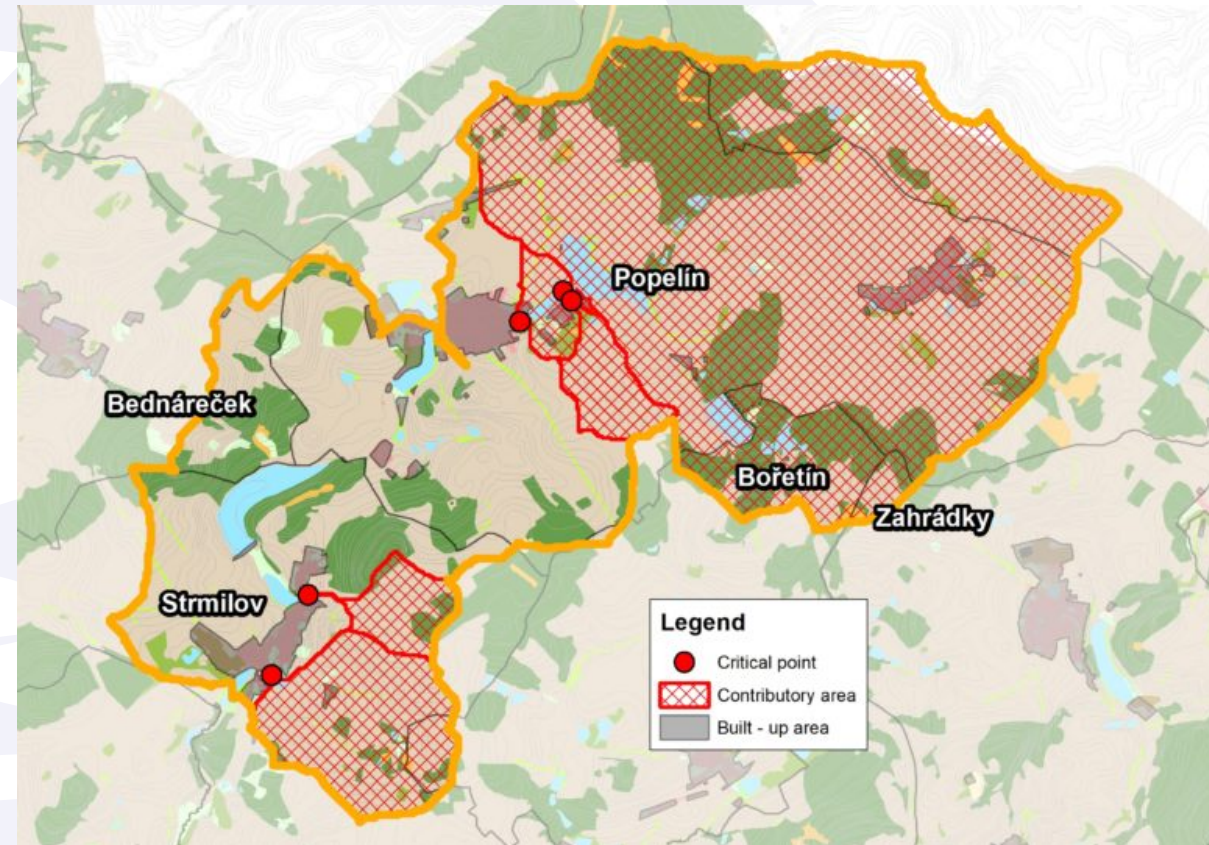 Popelín
Bednáreček
Bořetín
Zahrádky
Strmilov
Legend
Critical point
Contributory area
Built - up area